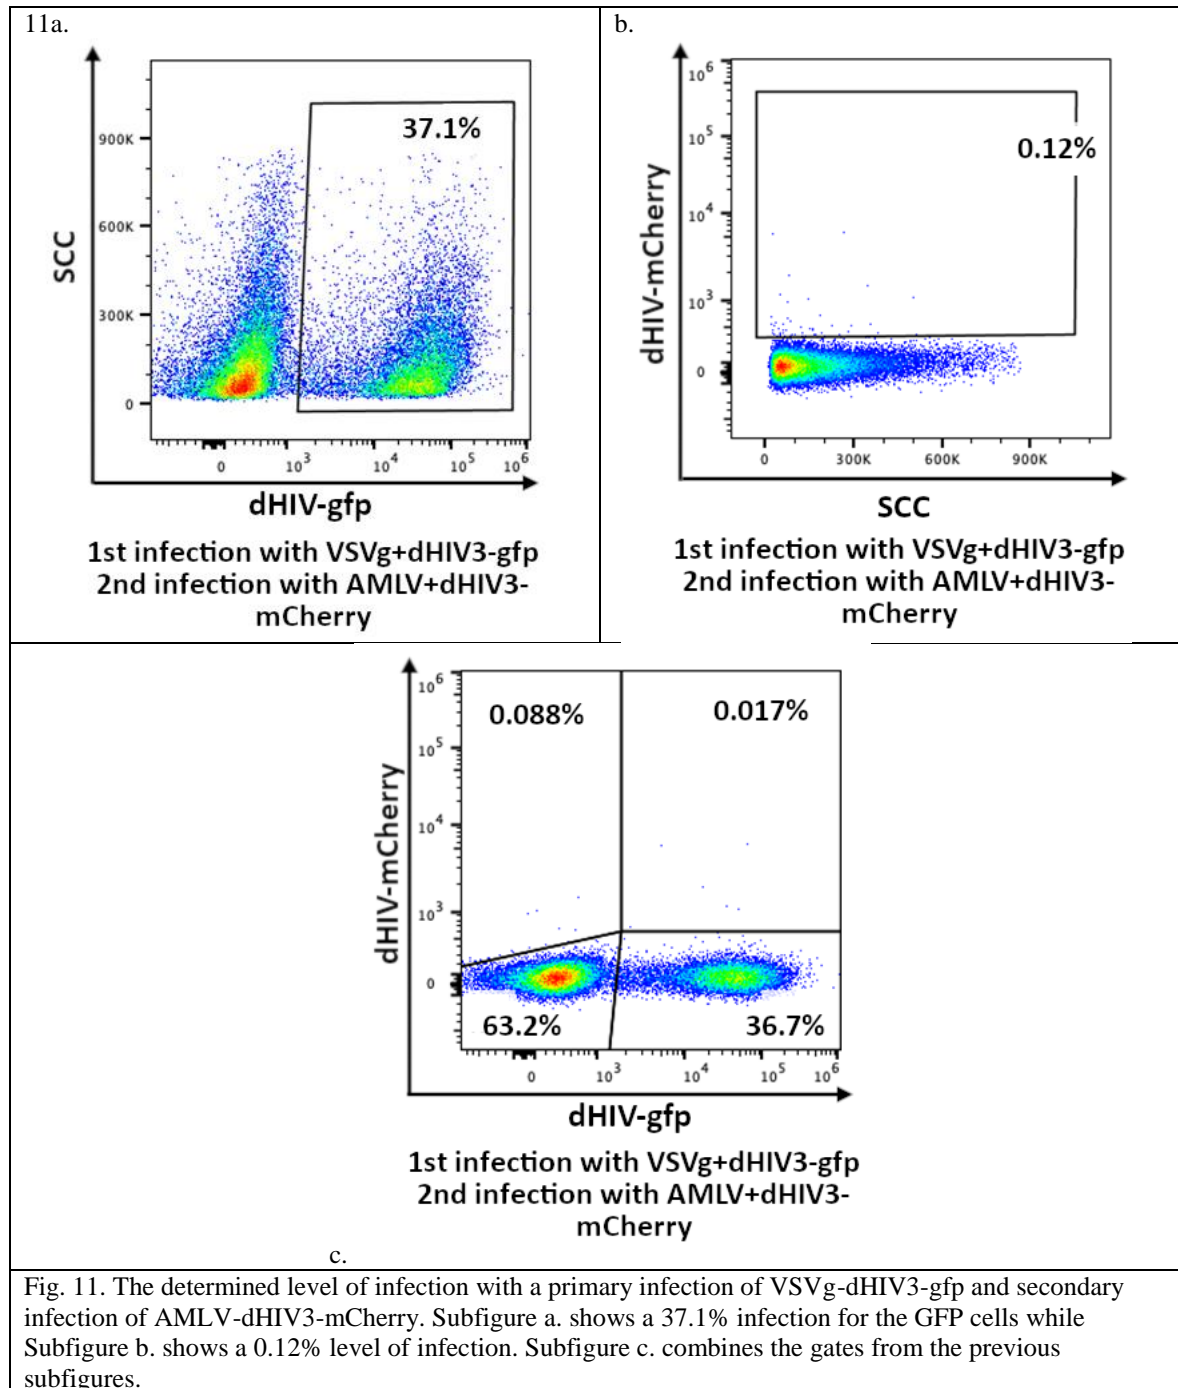 11a.
900K
600K
300K
0
SCC
37.1%
0
10^3
10^4
10^5
10^6
dHIV-gfp
1st infection with VSVg+dHIV3-gfp
2nd infection with AMLV+dHIV3-
mCherry
b.
10^6
10^5
10^4
10^3
0
dHIV-mCherry
0.12%
0
300K
600K
900K
SCC
1st infection with VSVg+dHIV3-gfp
2nd infection with AMLV+dHIV3-
mCherry
10^6
10^5
10^4
10^3
0
dHIV-mCherry
0.088%
0.017%
63.2%
36.7%
0
10^3
10^4
10^5
10^6
dHIV-gfp
1st infection with VSVg+dHIV3-gfp
2nd infection with AMLV+dHIV3-
mCherry
c.
Fig. 11. The determined level of infection with a primary infection of VSVg-dHIV3-gfp and secondary
infection of AMLV-dHIV3-mCherry. Subfigure a. shows a 37.1% infection for the GFP cells while
Subfigure b. shows a 0.12% level of infection. Subfigure c. combines the gates from the previous
subfigures.